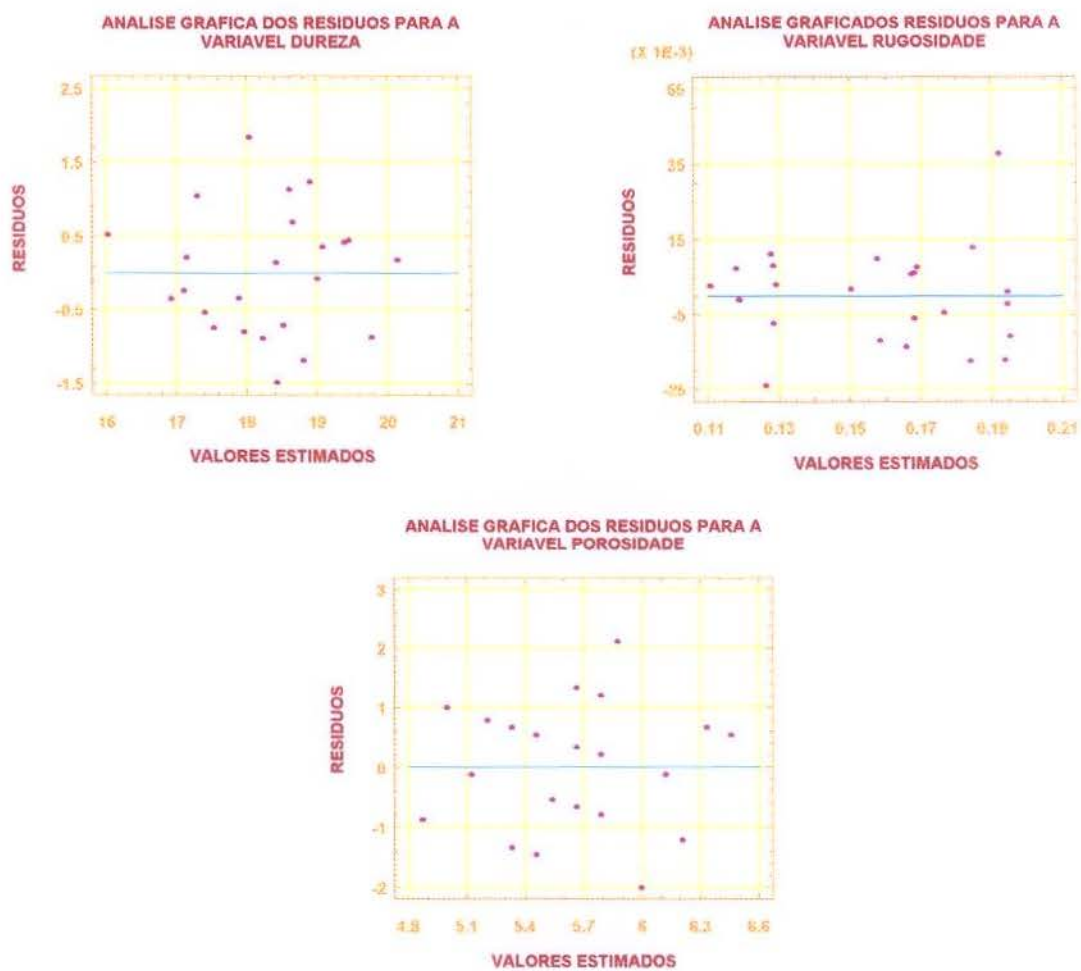 ANALISE GRAFICA DOS RESIDUOS PARA A
VARIAVEL DUREZA
RESIDUOS
2.5
1.5
0.5
-0.5
-1.5
16 17 18 19 20 21
VALORES ESTIMADOS
ANALISE GRAFICADOS RESIDUOS PARA A
VARIAVEL RUGOSIDADE
(X 1E-3)
RESIDUOS
55
35
15
-5
-25
0.11 0.13 0.15 0.17 0.19 0.21
VALORES ESTIMADOS
ANALISE GRAFICA DOS RESIDUOS PARA A
VARIAVEL POROSIDADE
RESIDUOS
3
2
1
0
-1
-2
4.8 5.1 5.4 5.7 6 6.3 6.6
VALORES ESTIMADOS